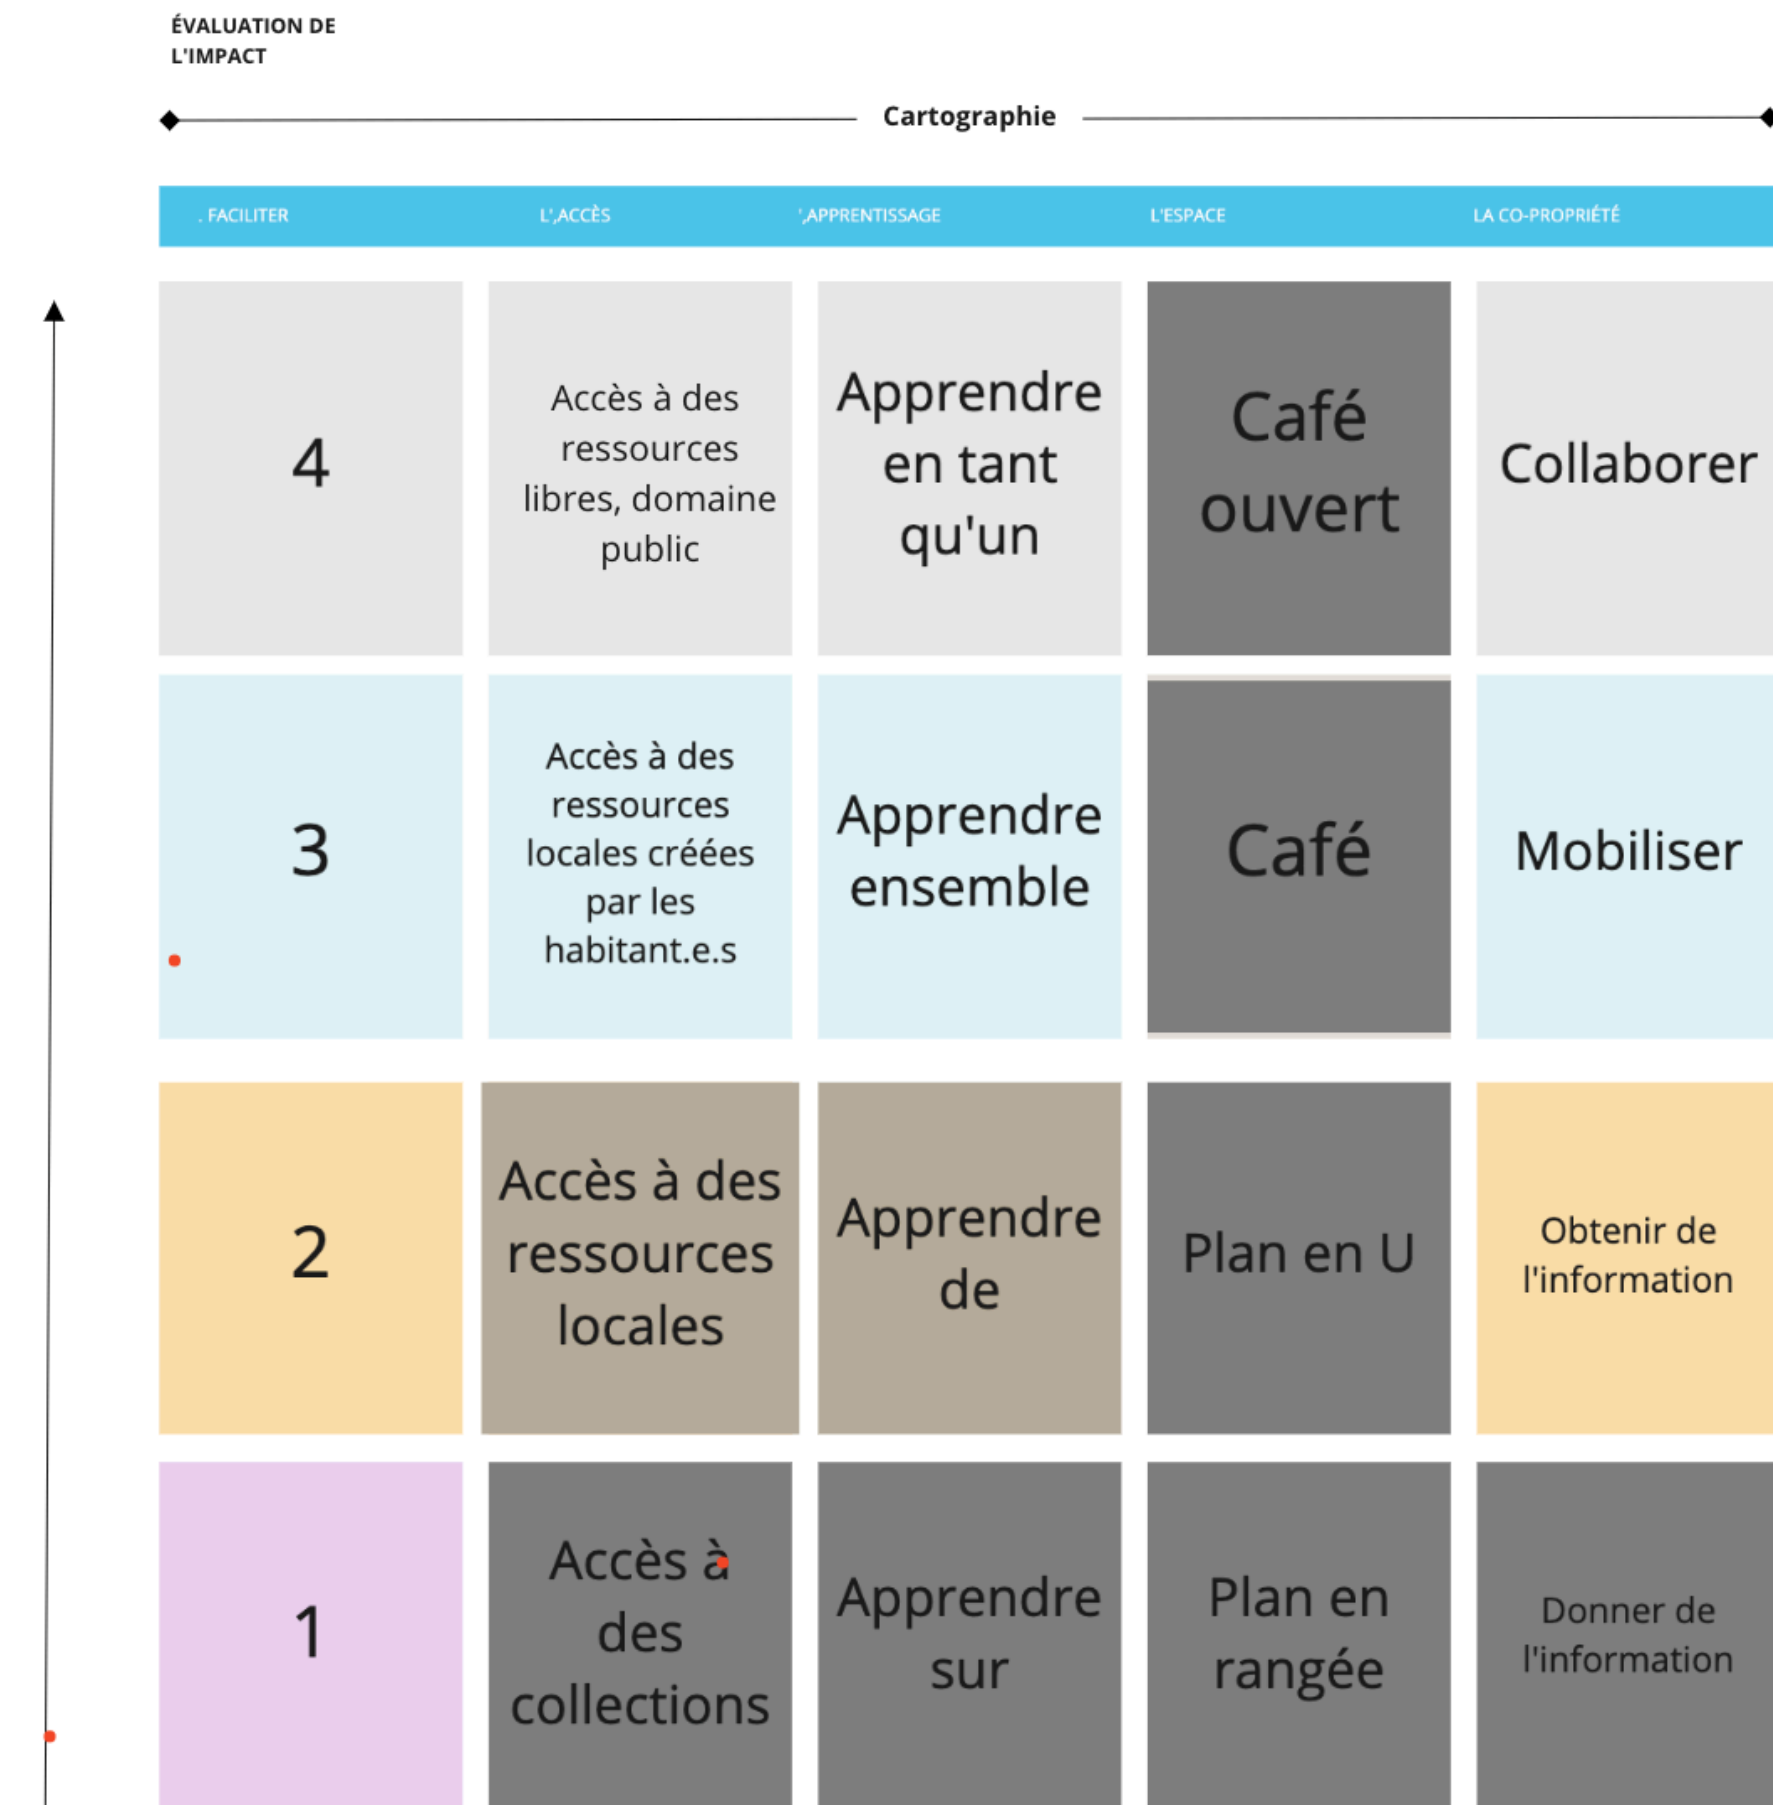 ÉVALUATION DE
L'IMPACT
Cartographie
. FACILITER
L',ACCÈS
',APPRENTISSAGE
L'ESPACE
LA CO-PROPRIÉTÉ
4
Accès à des
ressources
libres, domaine
public
Apprendre
en tant
qu'un
Café
ouvert
Collaborer
3
Accès à des
ressources
locales créées
par les
habitant.e.s
Apprendre
ensemble
Café
Mobiliser
2
Accès à des
ressources
locales
Apprendre
de
Plan en U
Obtenir de
l'information
1
Accès à
des
collections
Apprendre
sur
Plan en
rangée
Donner de
l'information